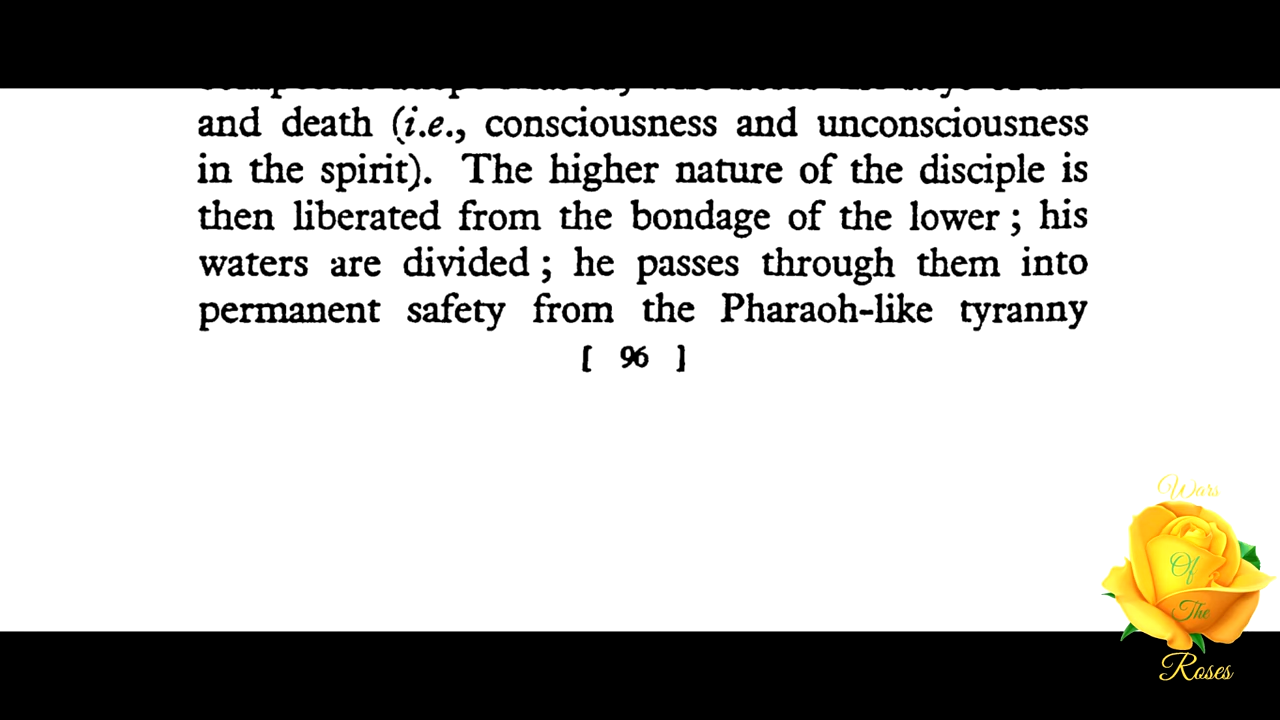 and death (i.e., consciousness and unconsciousness
in the spirit). The higher nature of the disciple is
then liberated from the bondage of the lower ; his
waters are divided ; he passes through them into
permanent safety from the Pharaoh-like tyranny
[ 96 ]
Wars
Of
The
Roses